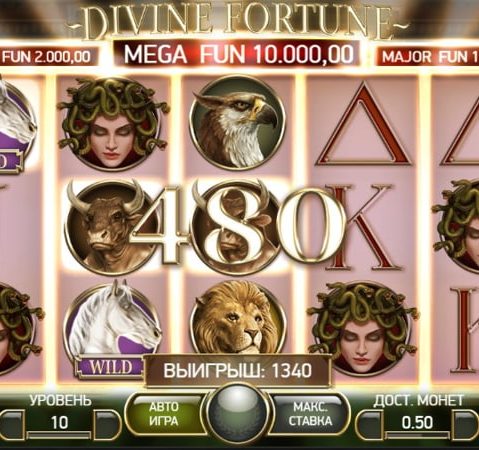 ~DIVINE FORTUNE~
FUN 2.000,00
MEGA FUN 10.000,00
MAJOR FUN 1
D
Δ
480
K
K
WILD
ВЫИГРЫШ: 1340
УРОВЕНЬ
10
АВТО
ИГРА
МАКС.
СТАВКА
ДОСТ. МОНЕТ
0.50